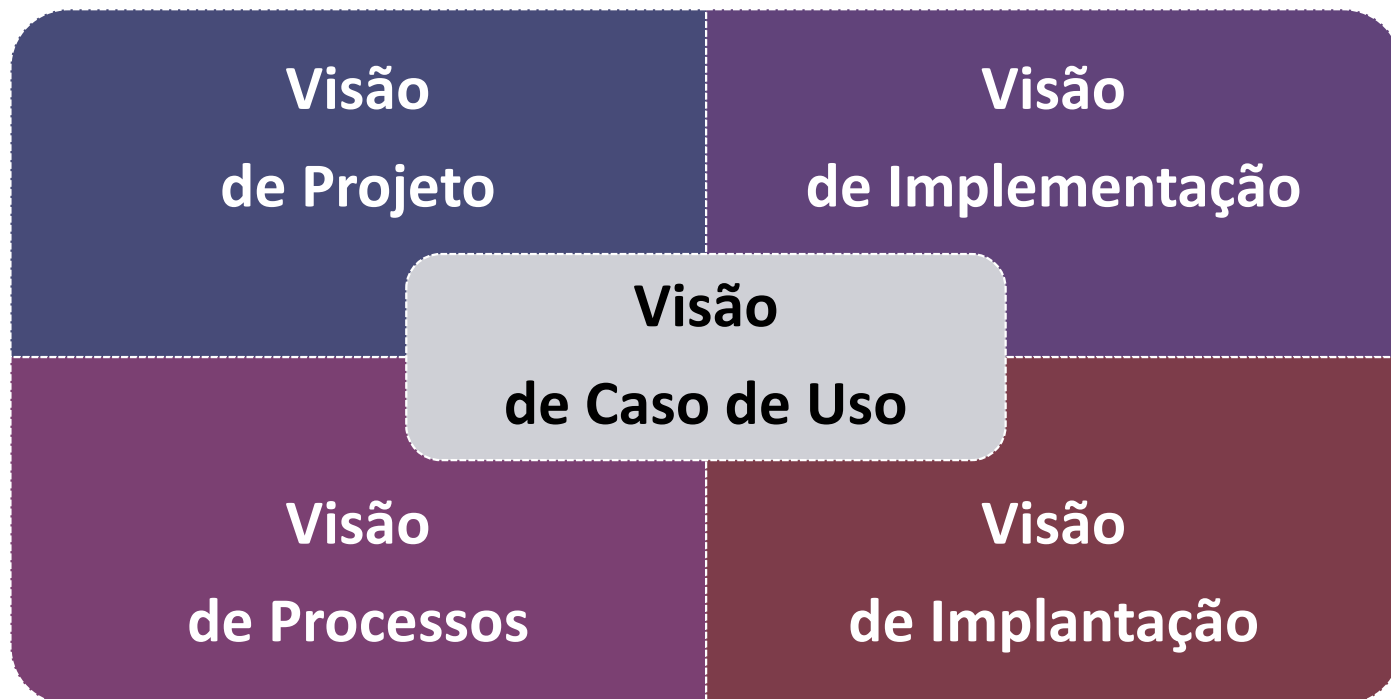 Visão
de Projeto
Visão
de Implementação
Visão
de Caso de Uso
Visão
de Processos
Visão
de Implantação